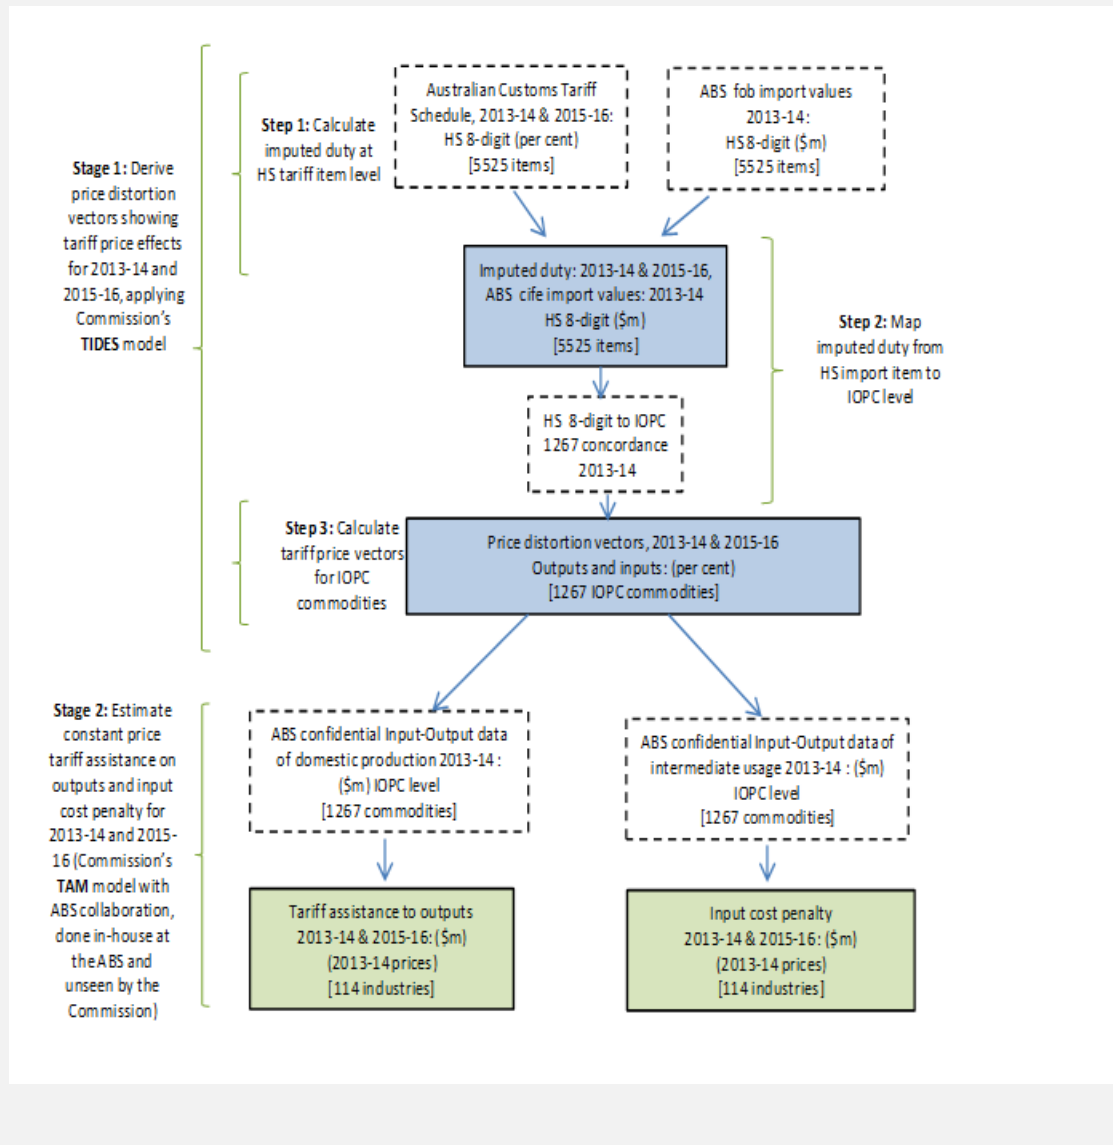 Australian Customs Tariff
Schedule, 2013-14 & 2015-16:
HS 8-digit (per cent)
[5525 items]
ABS fob import values
2013-14:
HS 8-digit ($m)
[5525 items]
Step 1: Calculate
imputed duty at
HS tariff item level
Stage 1: Derive
price distortion
vectors showing
tariff price effects
for 2013-14 and
2015-16, applying
Commission's
TIDES model
Imputed duty: 2013-14 & 2015-16,
ABS cife import values: 2013-14
HS 8-digit ($m)
[5525 items]
Step 2: Map
imputed duty from
HS import item to
IOPC level
HS 8-digit to IOPC
1267 concordance
2013-14
Step 3: Calculate
tariff price vectors
for IOPC
commodities
Price distortion vectors, 2013-14 & 2015-16
Outputs and inputs: (per cent)
[1267 IOPC commodities]
Stage 2: Estimate
constant price
tariff assistance on
outputs and input
cost penalty for
2013-14 and 2015-
16 (Commission's
TAM model with
ABS collaboration,
done in-house at
the ABS and
unseen by the
Commission)
ABS confidential Input-Output data
of domestic production 2013-14 :
($m) IOPC level
[1267 commodities]
ABS confidential Input-Output data of
intermediate usage 2013-14 : ($m)
IOPC level
[1267 commodities]
Tariff assistance to outputs
2013-14 & 2015-16: ($m)
(2013-14 prices)
[114 industries]
Input cost penalty
2013-14 & 2015-16: ($m)
(2013-14 prices)
[114 industries]